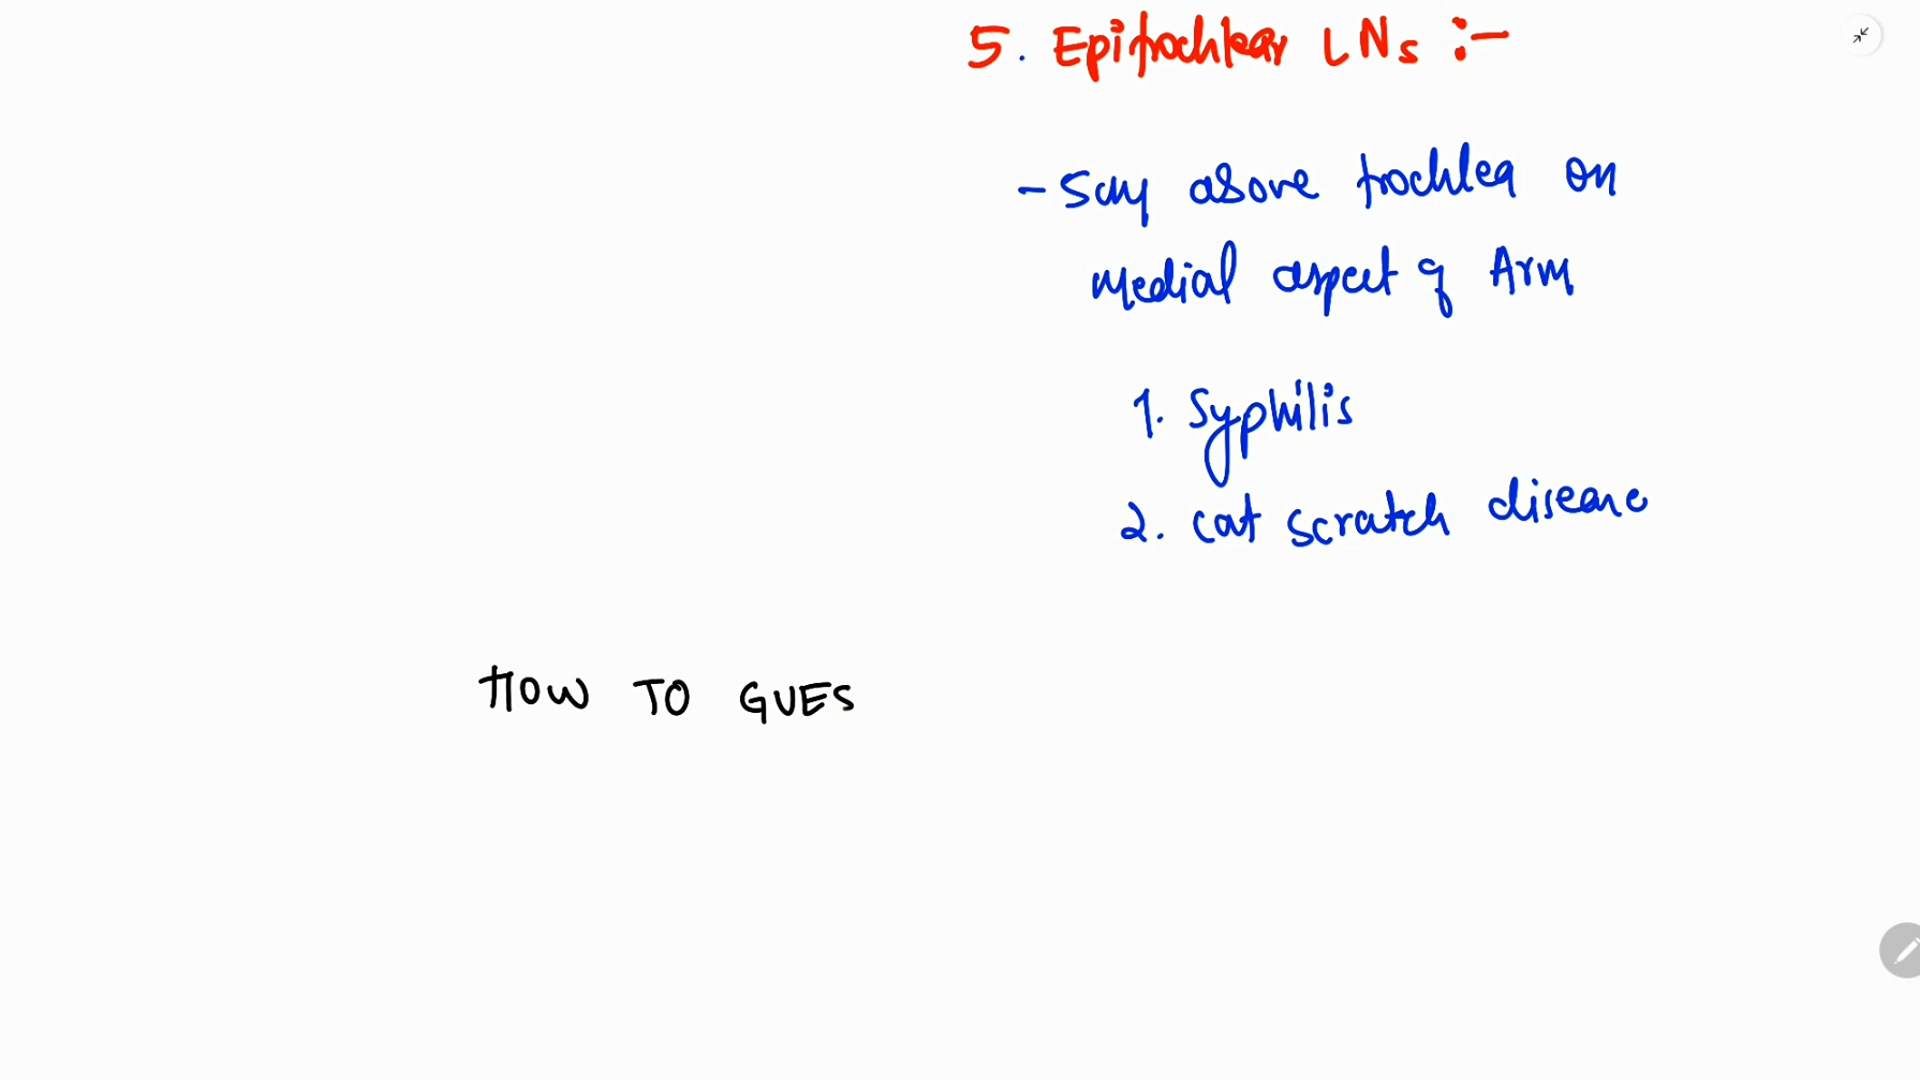 5. Epitrochlear LNs :-
- Say above trochlea on
medial aspect of Arm
1. Syphilis
2. cat scratch disease
HOW TO GUES